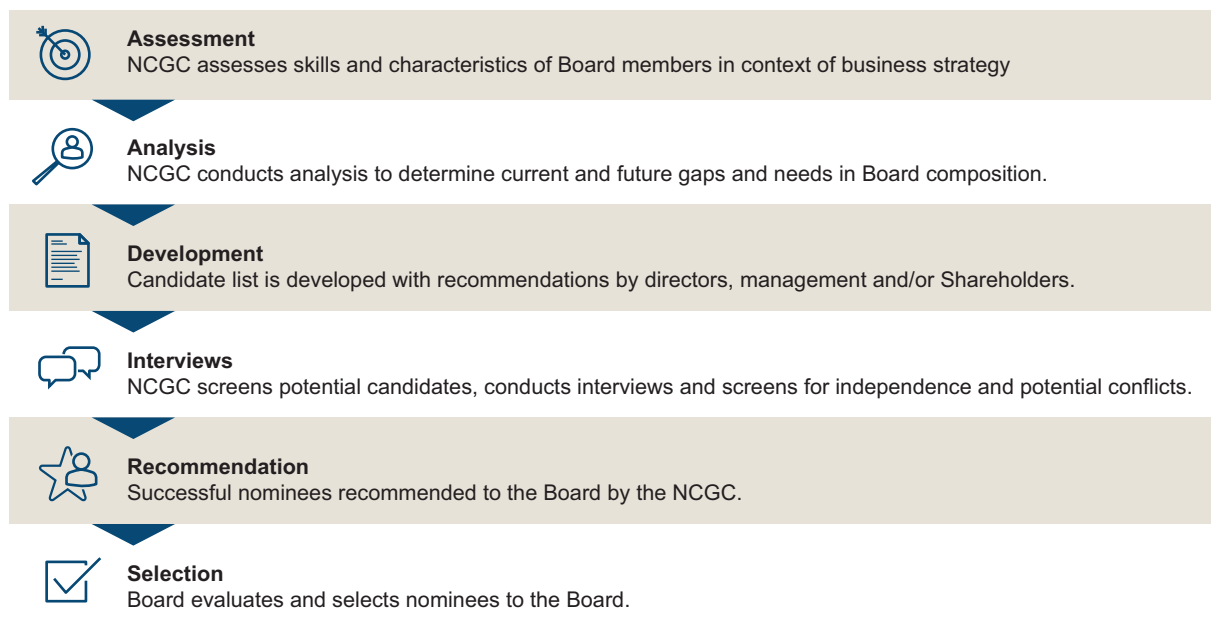 Assessment
NCGC assesses skills and characteristics of Board members in context of business strategy
Analysis
NCGC conducts analysis to determine current and future gaps and needs in Board composition.
Development
Candidate list is developed with recommendations by directors, management and/or Shareholders.
Interviews
NCGC screens potential candidates, conducts interviews and screens for independence and potential conflicts.
Recommendation
Successful nominees recommended to the Board by the NCGC.
Selection
Board evaluates and selects nominees to the Board.